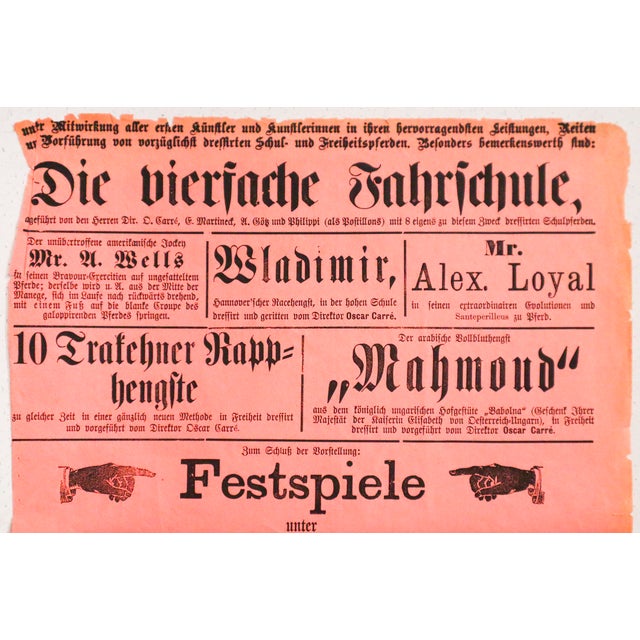 unter Mitwirkung aller ersten Künstler und Künstlerinnen in ihren hervorragendsten Leistungen, Reiten
Vorführung von vorzüglichst dressirten Schul- und Freiheitspferden. Besonders bemerkenswerth sind:
Die vierfache Fahrschule,
geführt von den Herren Dir. O. Carré, E. Martineck, A. Götz und Philippi (als Postillons) mit 8 eigens zu diesem Zweck dressirten Schulpferden.
Der unübertroffene amerikanische Jockey
Mr. A. Wells
in seinen Bravour-Exercitien auf ungesatteltem
Pferde; derselbe wird u. A. aus der Mitte der
Manege, sich im Laufe nach rückwärts drehend,
mit einem Fuß auf die blanke Croupe des
galoppirenden Pferdes springen.
Wladimir,
Hannover'scher Racehengst, in der hohen Schule
dressirt und geritten vom Direktor Oscar Carré.
Mr.
Alex. Loyal
in seinen extraordinairen Evolutionen und
Santeperilleus zu Pferd.
10 Trakehner Rapp-
hengste
zu gleicher Zeit in einer gänzlich neuen Methode in Freiheit dressirt
und vorgeführt vom Direktor Oscar Carré.
Der arabische Vollbluthengst
„Mahmoud"
aus dem königlich ungarischen Hofgestüte „Babolna" (Geschenk Ihrer
Majestät der Kaiserin Elisabeth von Oesterreich-Ungarn), in Freiheit
dressirt und vorgeführt vom Direktor Oscar Carré.
Zum Schluß der Vorstellung:
Festspiele
unter